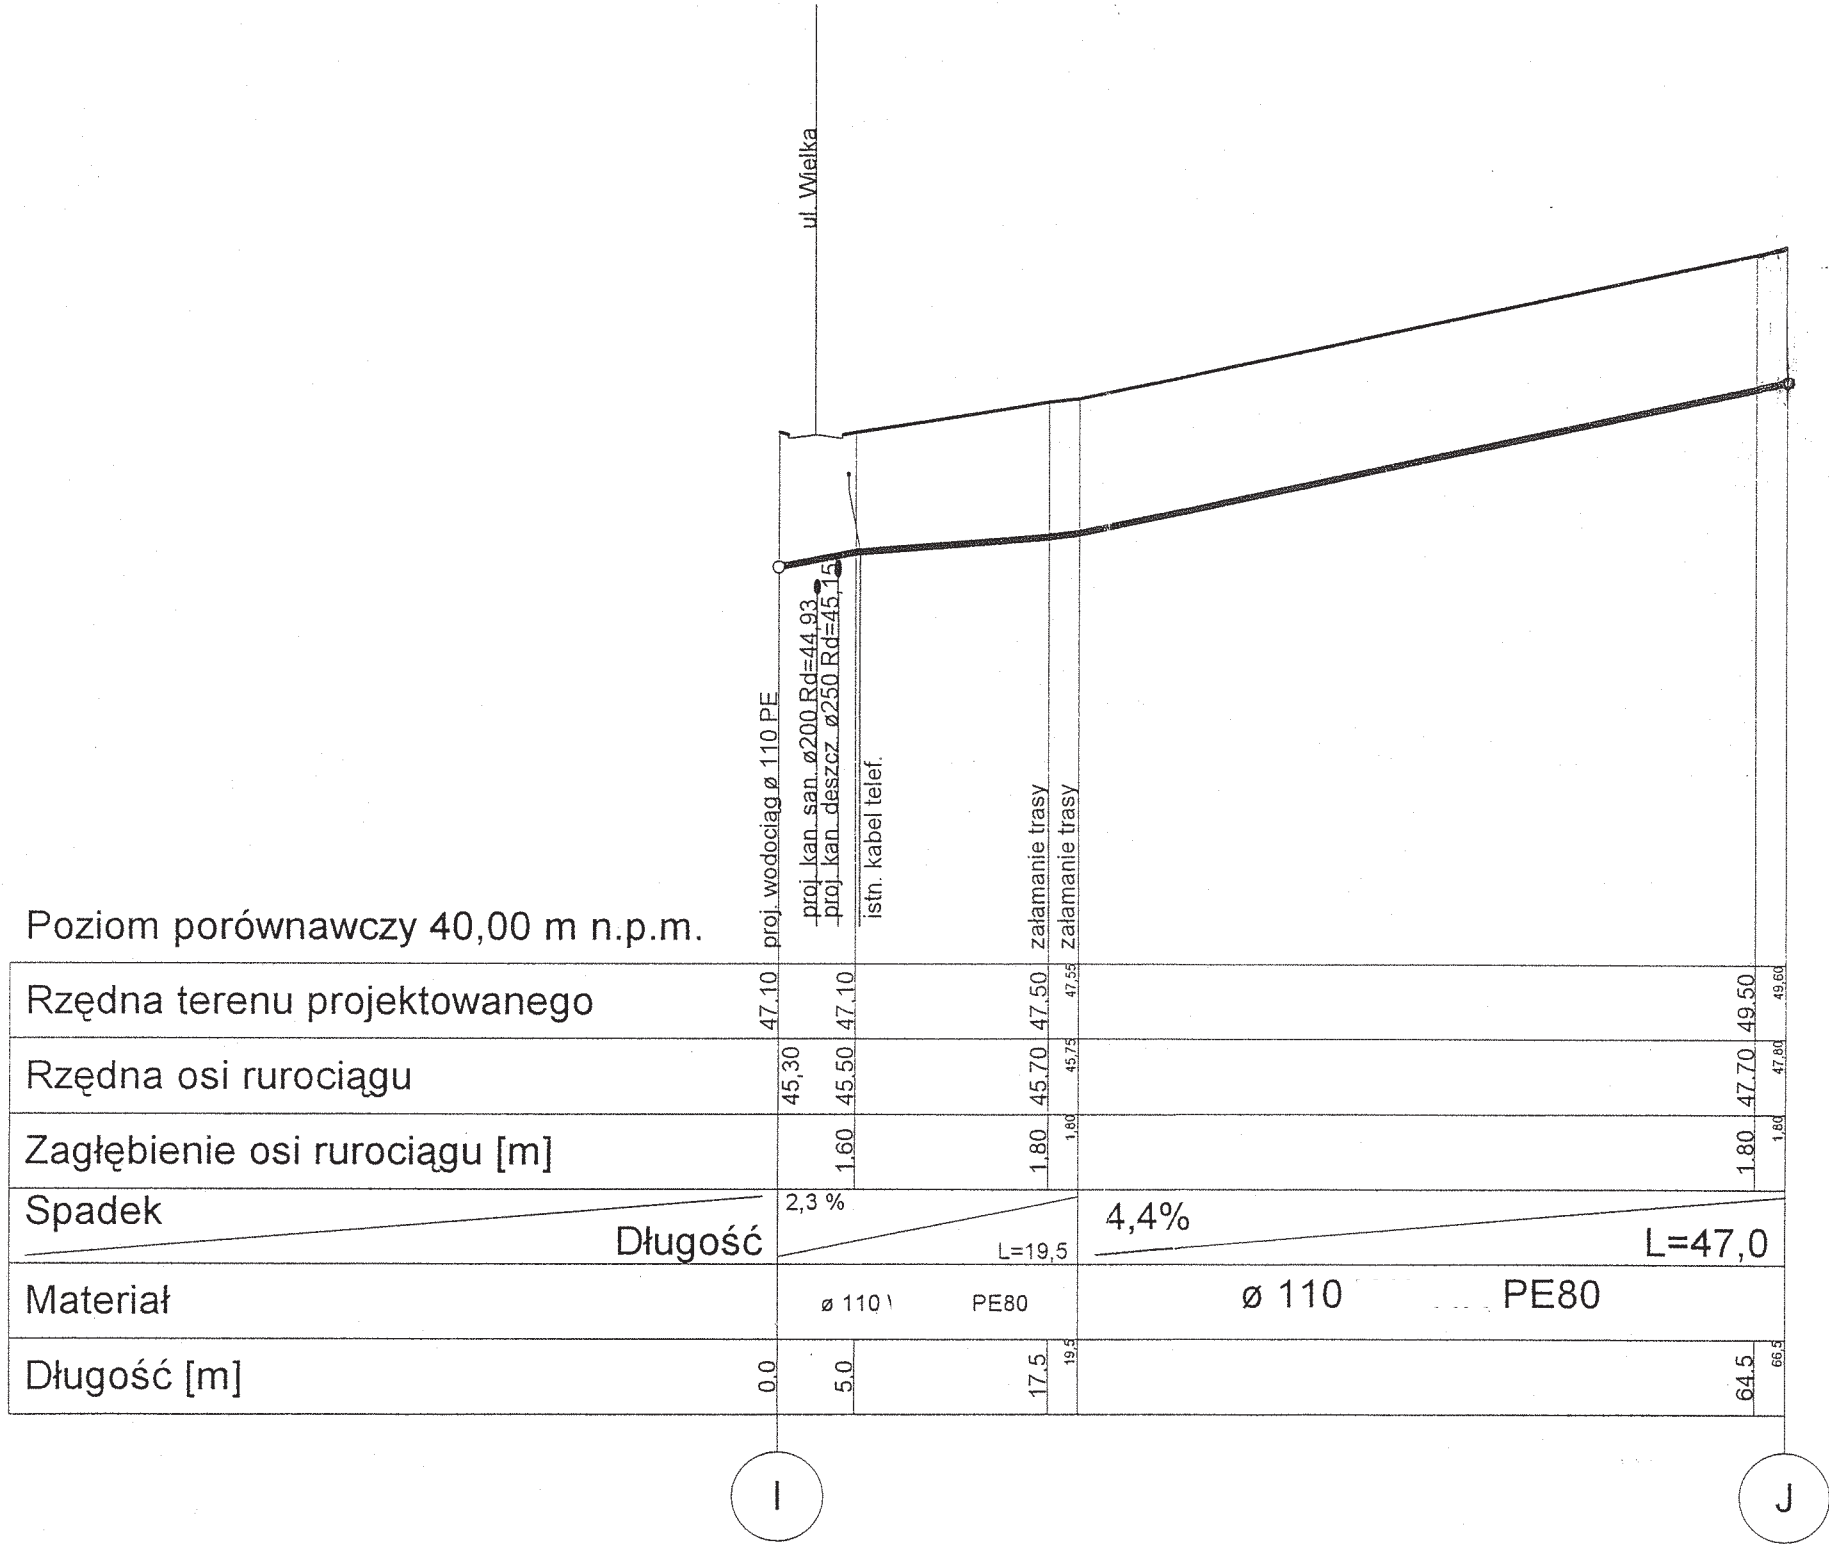 ul. Wielka
proj. wodociąg ø 110 PE
proj. kan. san. ø200 Rd=44,93
proj. kan. deszcz. ø250 Rd=45,15
istn. kabel telef.
załamanie trasy
załamanie trasy
Poziom porównawczy 40,00 m n.p.m.
Rzędna terenu projektowanego 47.10 47.10 47.50 47,55 49.50 49,60
Rzędna osi rurociągu 45,30 45.50 45.70 45,75 47.70 47,80
Zagłębienie osi rurociągu [m] 1.60 1.80 1,80 1.80 1,80
Spadek 2,3 % 4,4%
Długość L=19,5 L=47,0
Materiał ø 110 PE80 ø 110 PE80
Długość [m] 0.0 5.0 17.5 19,5 64.5 66,5
I J